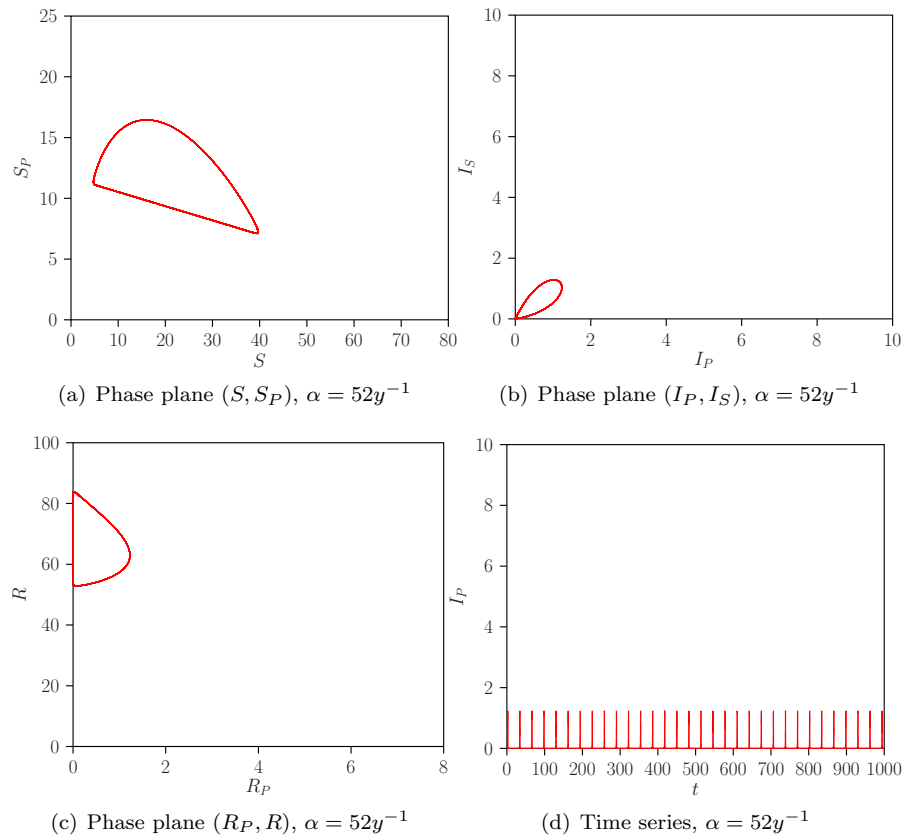 25
20
15
10
5
0
S_P
0 10 20 30 40 50 60 70 80
S
(a) Phase plane (S, S_P), α = 52y^{-1}
10
8
6
4
2
0
I_S
0 2 4 6 8 10
I_P
(b) Phase plane (I_P, I_S), α = 52y^{-1}
100
80
60
40
20
0
R
0 2 4 6 8
R_P
(c) Phase plane (R_P, R), α = 52y^{-1}
10
8
6
4
2
0
I_P
0 100 200 300 400 500 600 700 800 900 1000
t
(d) Time series, α = 52y^{-1}